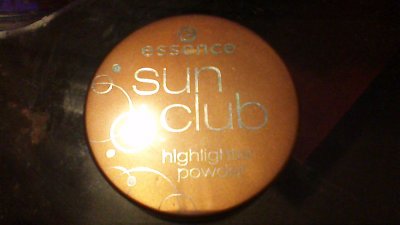 essence
sun
club
highlighter
powder